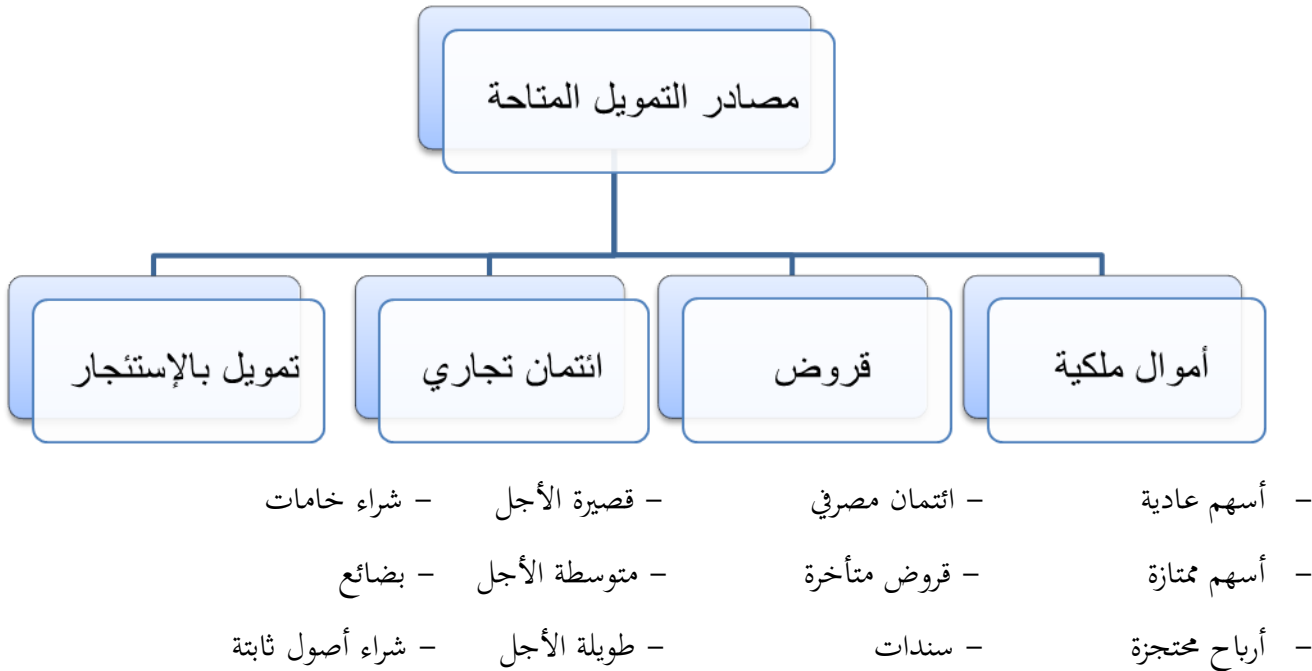 مصادر التمويل المتاحة
أموال ملكية
قروض
ائتمان تجاري
تمويل بالإستئجار
- أسهم عادية - ائتمان مصرفي - قصيرة الأجل - شراء خامات
- أسهم ممتازة - قروض متأخرة - متوسطة الأجل - بضائع
- أرباح محتجزة - سندات - طويلة الأجل - شراء أصول ثابتة